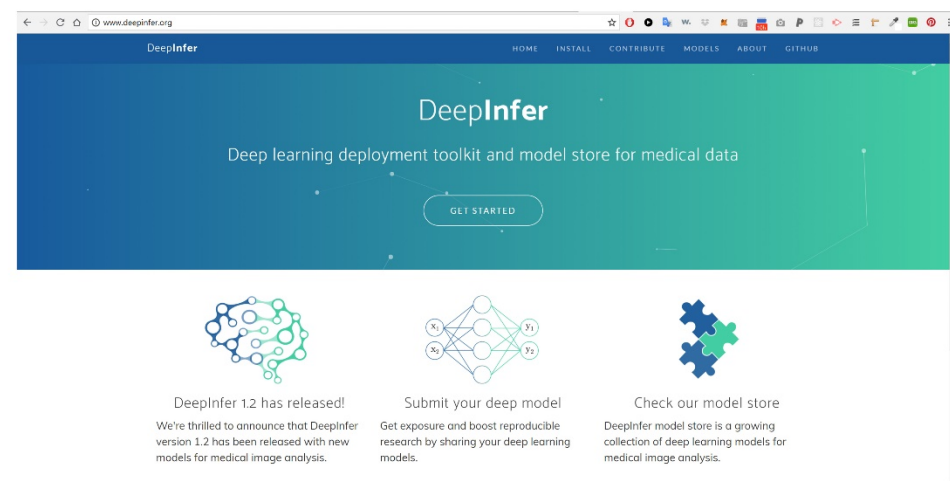 www.deepinfer.org
DeepInfer
HOME INSTALL CONTRIBUTE MODELS ABOUT GITHUB
DeepInfer
Deep learning deployment toolkit and model store for medical data
GET STARTED
x1 y1
x2 y2
DeepInfer 1.2 has released!
We're thrilled to announce that DeepInfer
version 1.2 has been released with new
models for medical image analysis.
Submit your deep model
Get exposure and boost reproducible
research by sharing your deep learning
models.
Check our model store
DeepInfer model store is a growing
collection of deep learning models for
medical image analysis.